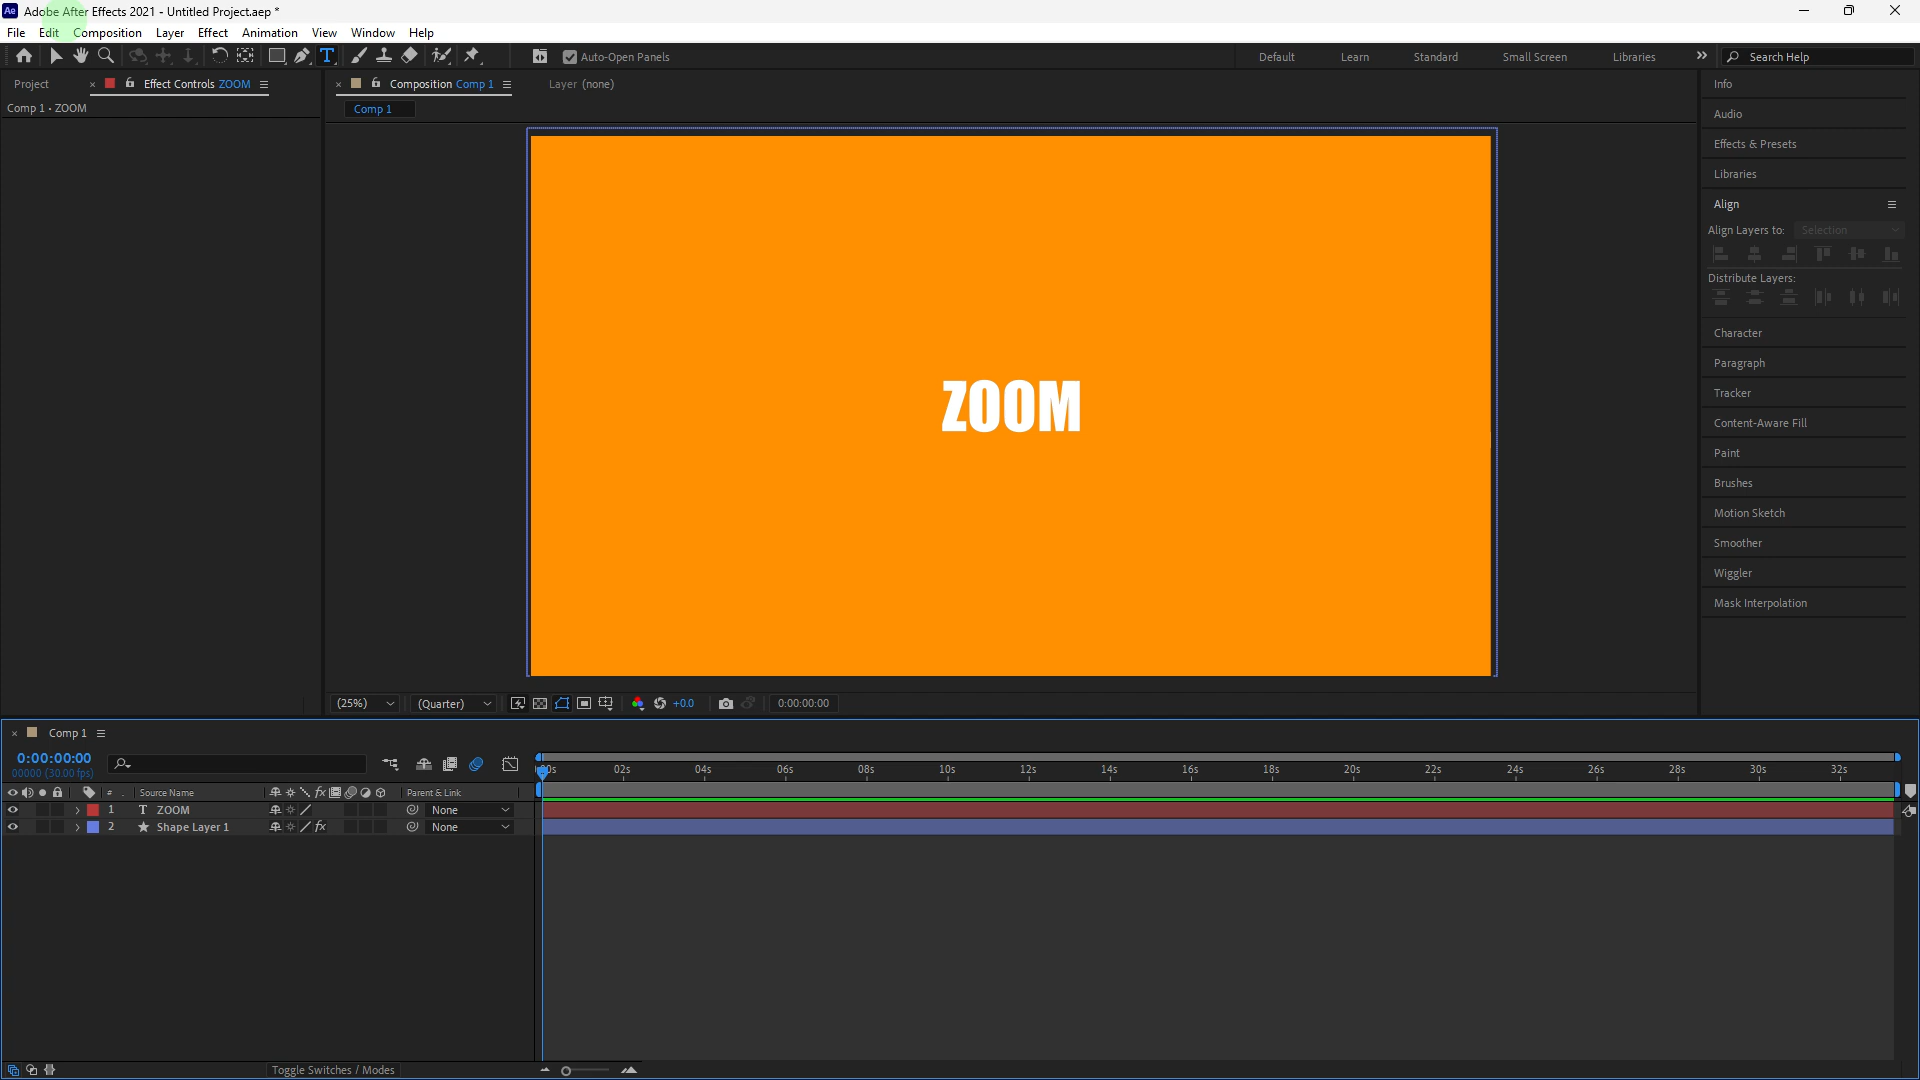 Ae Adobe After Effects 2021 - Untitled Project.aep *
File Edit Composition Layer Effect Animation View Window Help
T Auto-Open Panels Default Learn Standard Small Screen Libraries Search Help
Project × Effect Controls ZOOM × Composition Comp 1 Layer (none) Info
Comp 1 • ZOOM
Comp 1
Audio
Effects & Presets
Libraries
Align
Align Layers to: Selection
Distribute Layers:
Character
Paragraph
Tracker
Content-Aware Fill
Paint
Brushes
Motion Sketch
Smoother
Wiggler
Mask Interpolation
ZOOM
(25%) (Quarter) +0.0 0:00:00:00
× Comp 1
0:00:00:00
00000 (30.00 fps)
02s 04s 06s 08s 10s 12s 14s 16s 18s 20s 22s 24s 26s 28s 30s 32s
# . Source Name fx Parent & Link
1 T ZOOM None
2 Shape Layer 1 fx None
Toggle Switches / Modes